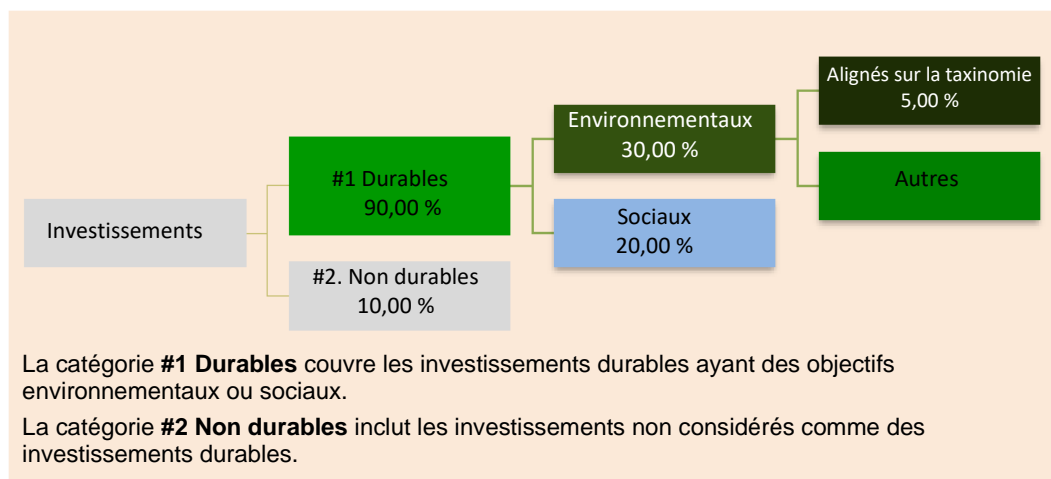 Investissements
#1 Durables
90,00 %
#2. Non durables
10,00 %
Environnementaux
30,00 %
Sociaux
20,00 %
Alignés sur la taxinomie
5,00 %
Autres
La catégorie #1 Durables couvre les investissements durables ayant des objectifs
environnementaux ou sociaux.
La catégorie #2 Non durables inclut les investissements non considérés comme des
investissements durables.